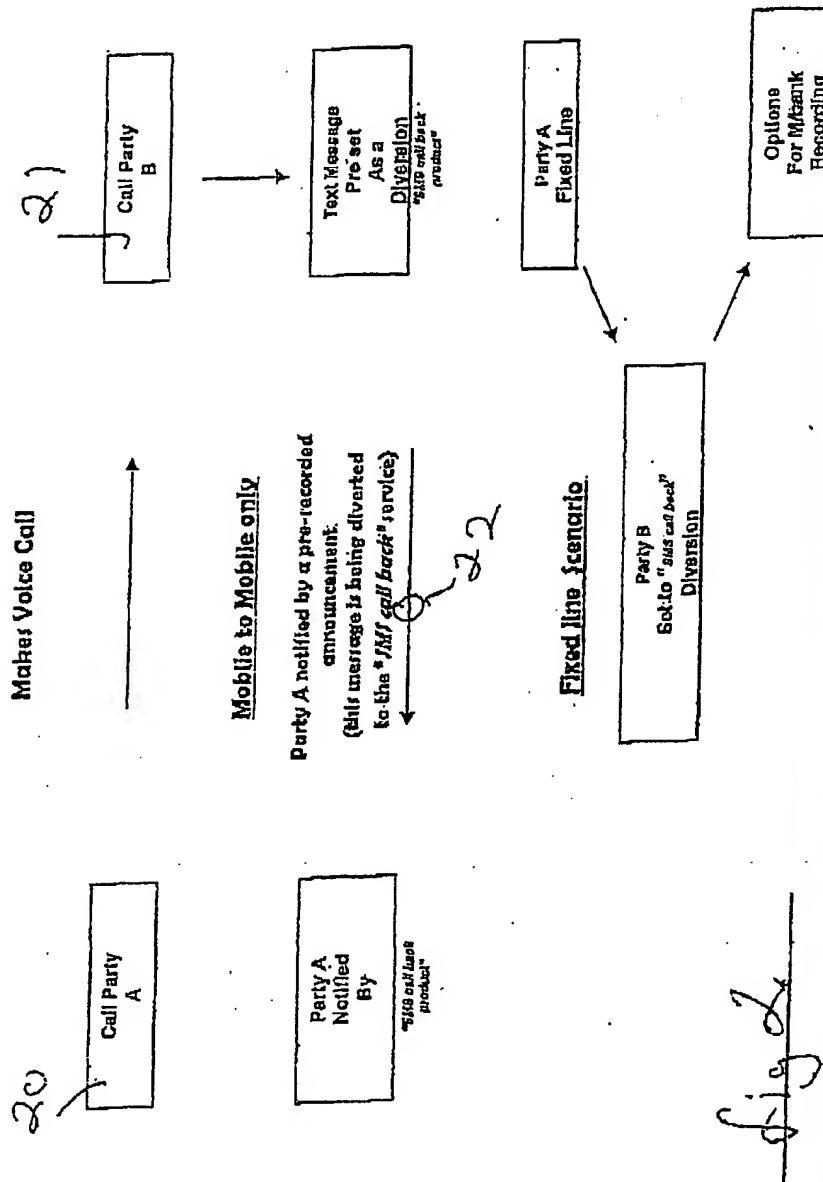 Makes Voice Call
20
Call Party
A
21
Call Party
B
Mobile to Mobile only
Party A
Notified
By
"SMS call back
product"
Party A notified by a pre-recorded
announcement.
(this message is being diverted
to the "SMS call back" service)
22
Text Message
Pre set
As a
Diversion
"SMS call back
product"
Fixed line Scenario
Party A
Fixed Line
Party B
Set to "SMS call back"
Diversion
Options
For M/bank
Recording
fig 2